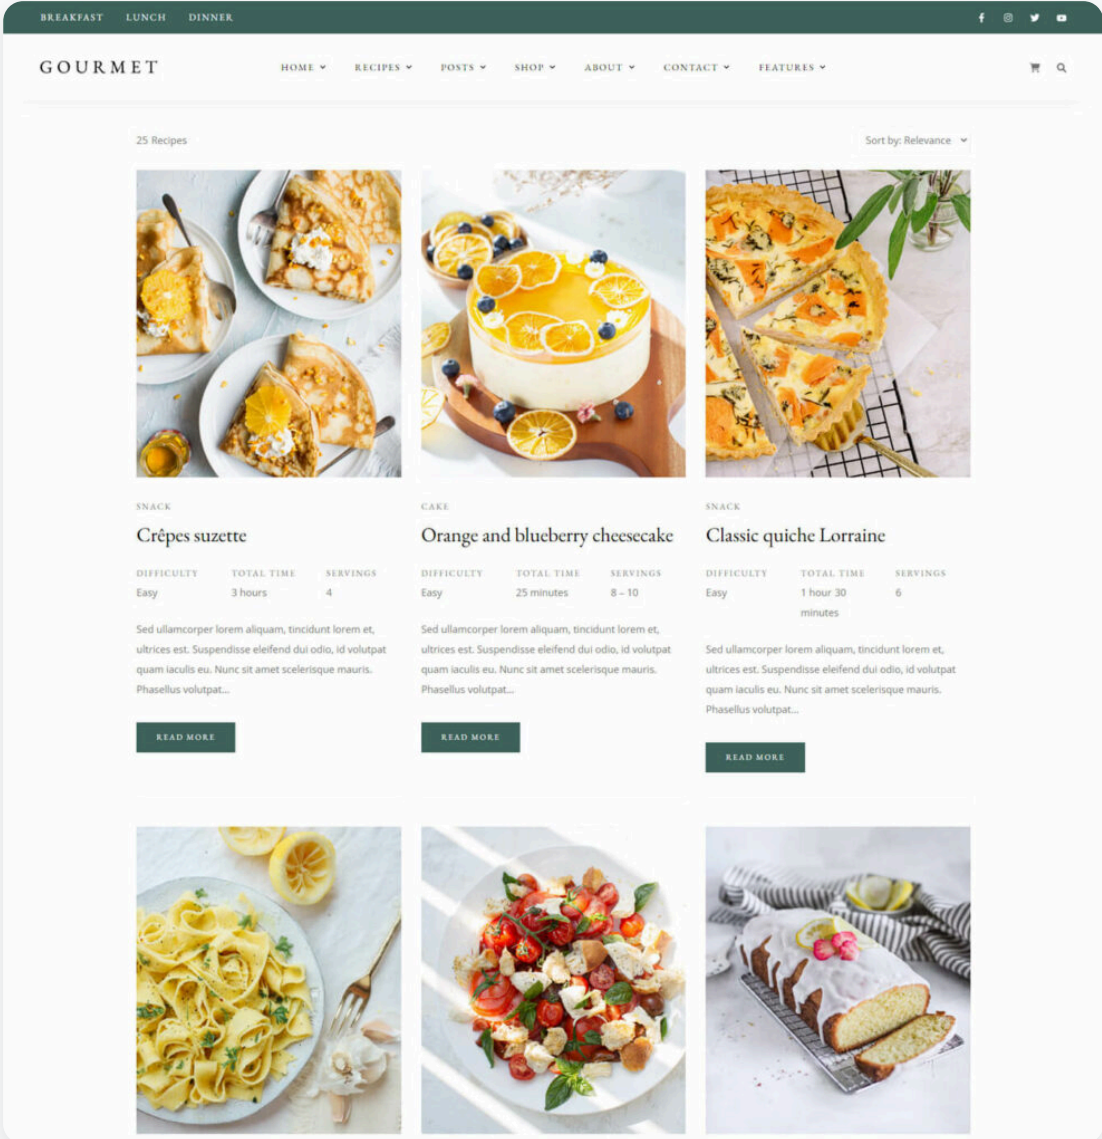 BREAKFAST LUNCH DINNER
GOURMET HOME RECIPES POSTS SHOP ABOUT CONTACT FEATURES
25 Recipes Sort by: Relevance
SNACK
Crêpes suzette
DIFFICULTY TOTAL TIME SERVINGS
Easy 3 hours 4
Sed ullamcorper lorem aliquam, tincidunt lorem et,
ultrices est. Suspendisse eleifend dui odio, id volutpat
quam iaculis eu. Nunc sit amet scelerisque mauris.
Phasellus volutpat...
READ MORE
CAKE
Orange and blueberry cheesecake
DIFFICULTY TOTAL TIME SERVINGS
Easy 25 minutes 8 – 10
Sed ullamcorper lorem aliquam, tincidunt lorem et,
ultrices est. Suspendisse eleifend dui odio, id volutpat
quam iaculis eu. Nunc sit amet scelerisque mauris.
Phasellus volutpat...
READ MORE
SNACK
Classic quiche Lorraine
DIFFICULTY TOTAL TIME SERVINGS
Easy 1 hour 30 6
minutes
Sed ullamcorper lorem aliquam, tincidunt lorem et,
ultrices est. Suspendisse eleifend dui odio, id volutpat
quam iaculis eu. Nunc sit amet scelerisque mauris.
Phasellus volutpat...
READ MORE